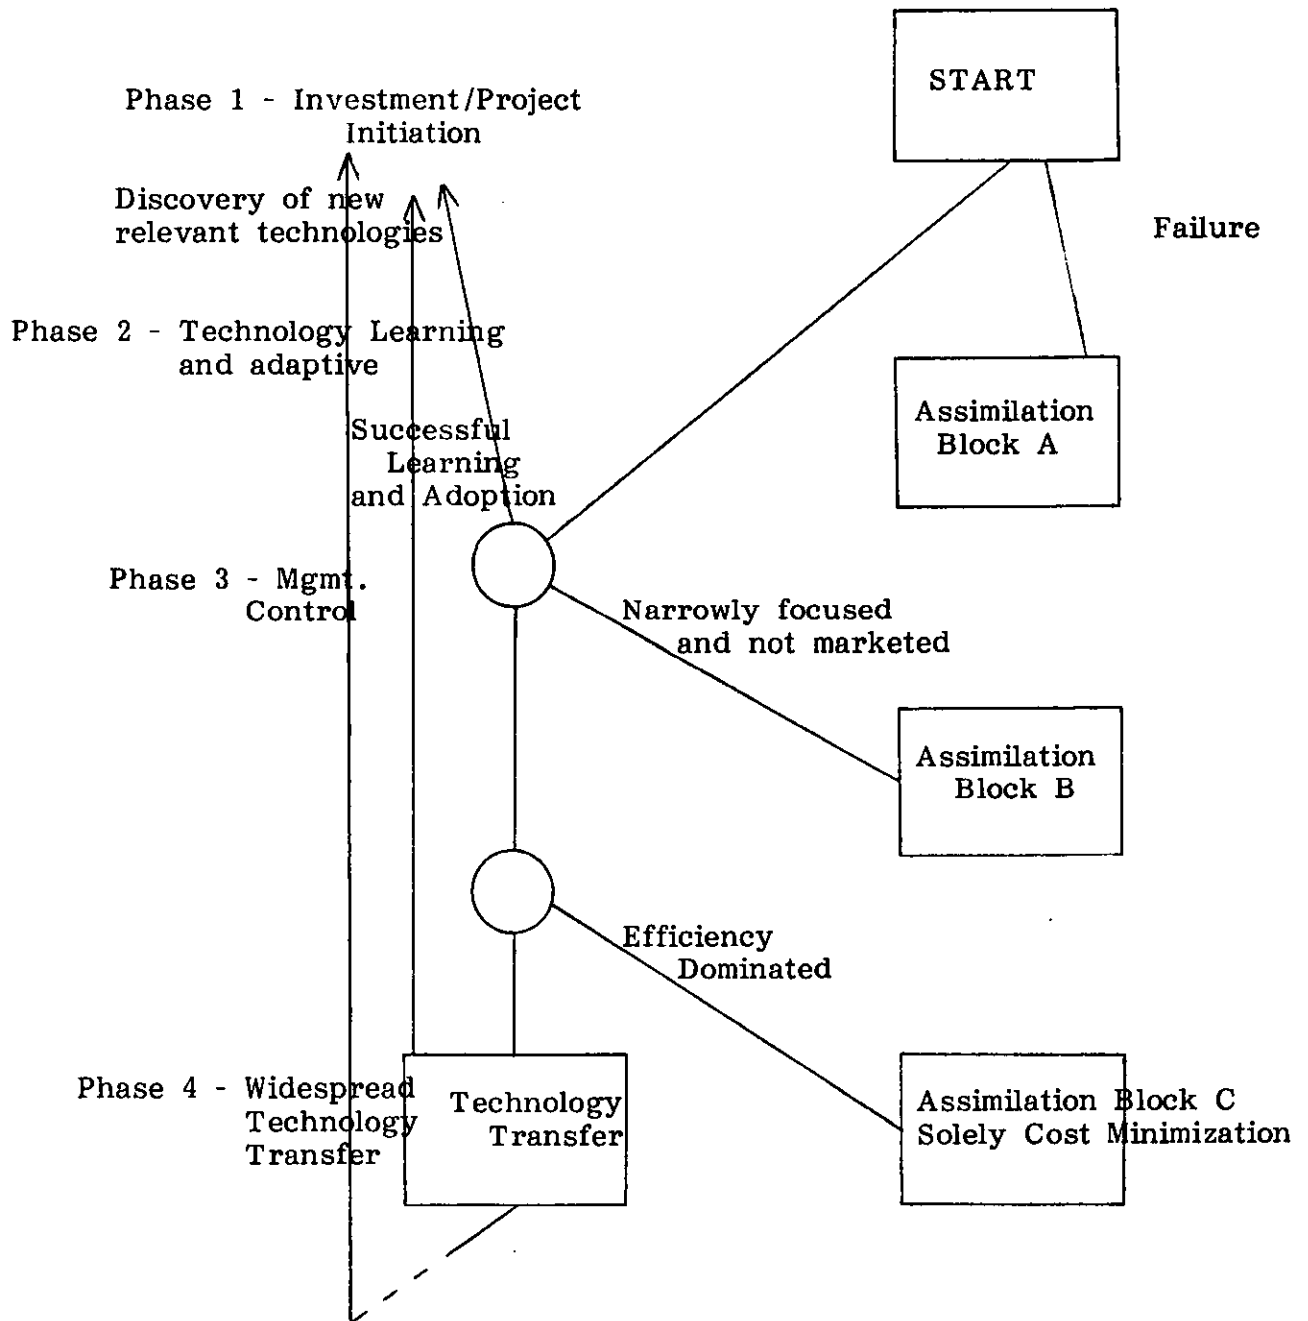 START
Phase 1 - Investment/Project
Initiation
Discovery of new
relevant technologies
Failure
Phase 2 - Technology Learning
and adaptive
Assimilation
Block A
Successful
Learning
and Adoption
Phase 3 - Mgmt.
Control
Narrowly focused
and not marketed
Assimilation
Block B
Efficiency
Dominated
Phase 4 - Widespread
Technology
Transfer
Technology
Transfer
Assimilation Block C
Solely Cost Minimization